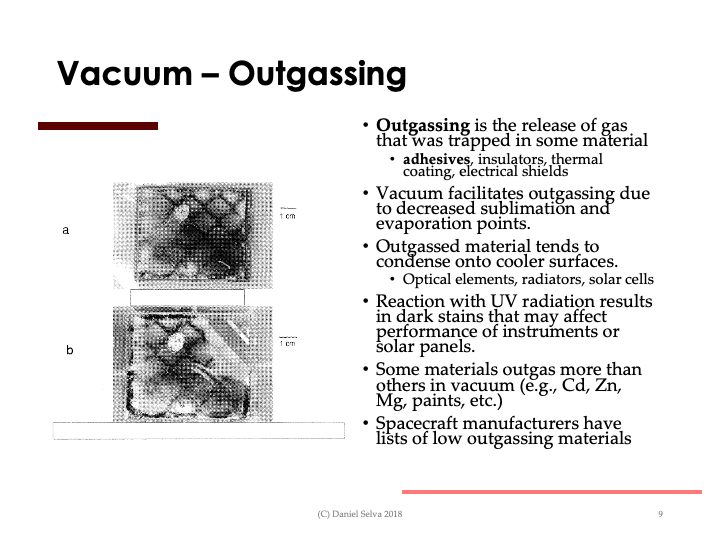 Vacuum – Outgassing
• Outgassing is the release of gas
that was trapped in some material
• adhesives, insulators, thermal
coating, electrical shields
• Vacuum facilitates outgassing due
to decreased sublimation and
evaporation points.
• Outgassed material tends to
condense onto cooler surfaces.
• Optical elements, radiators, solar cells
• Reaction with UV radiation results
in dark stains that may affect
performance of instruments or
solar panels.
• Some materials outgas more than
others in vacuum (e.g., Cd, Zn,
Mg, paints, etc.)
• Spacecraft manufacturers have
lists of low outgassing materials
a
1 cm
b
1 cm
(C) Daniel Selva 2018
9